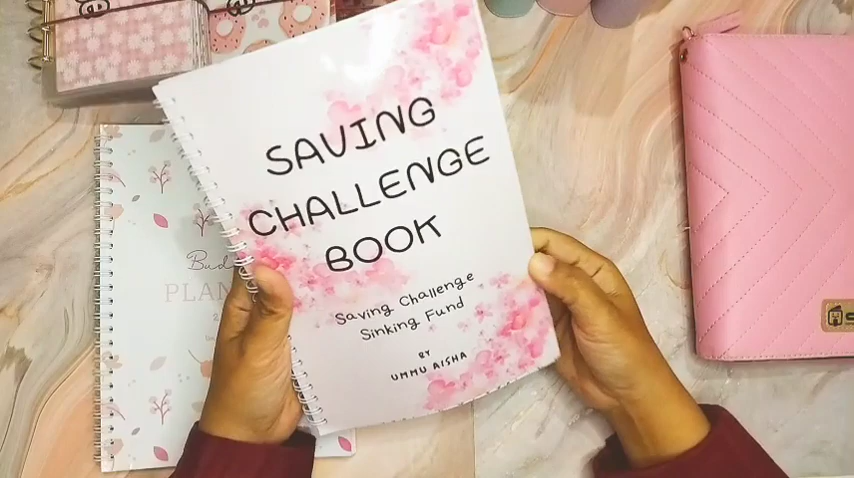 SAVING
CHALLENGE
BOOK
Saving Challenge
Sinking Fund
BY
UMMU AISHA